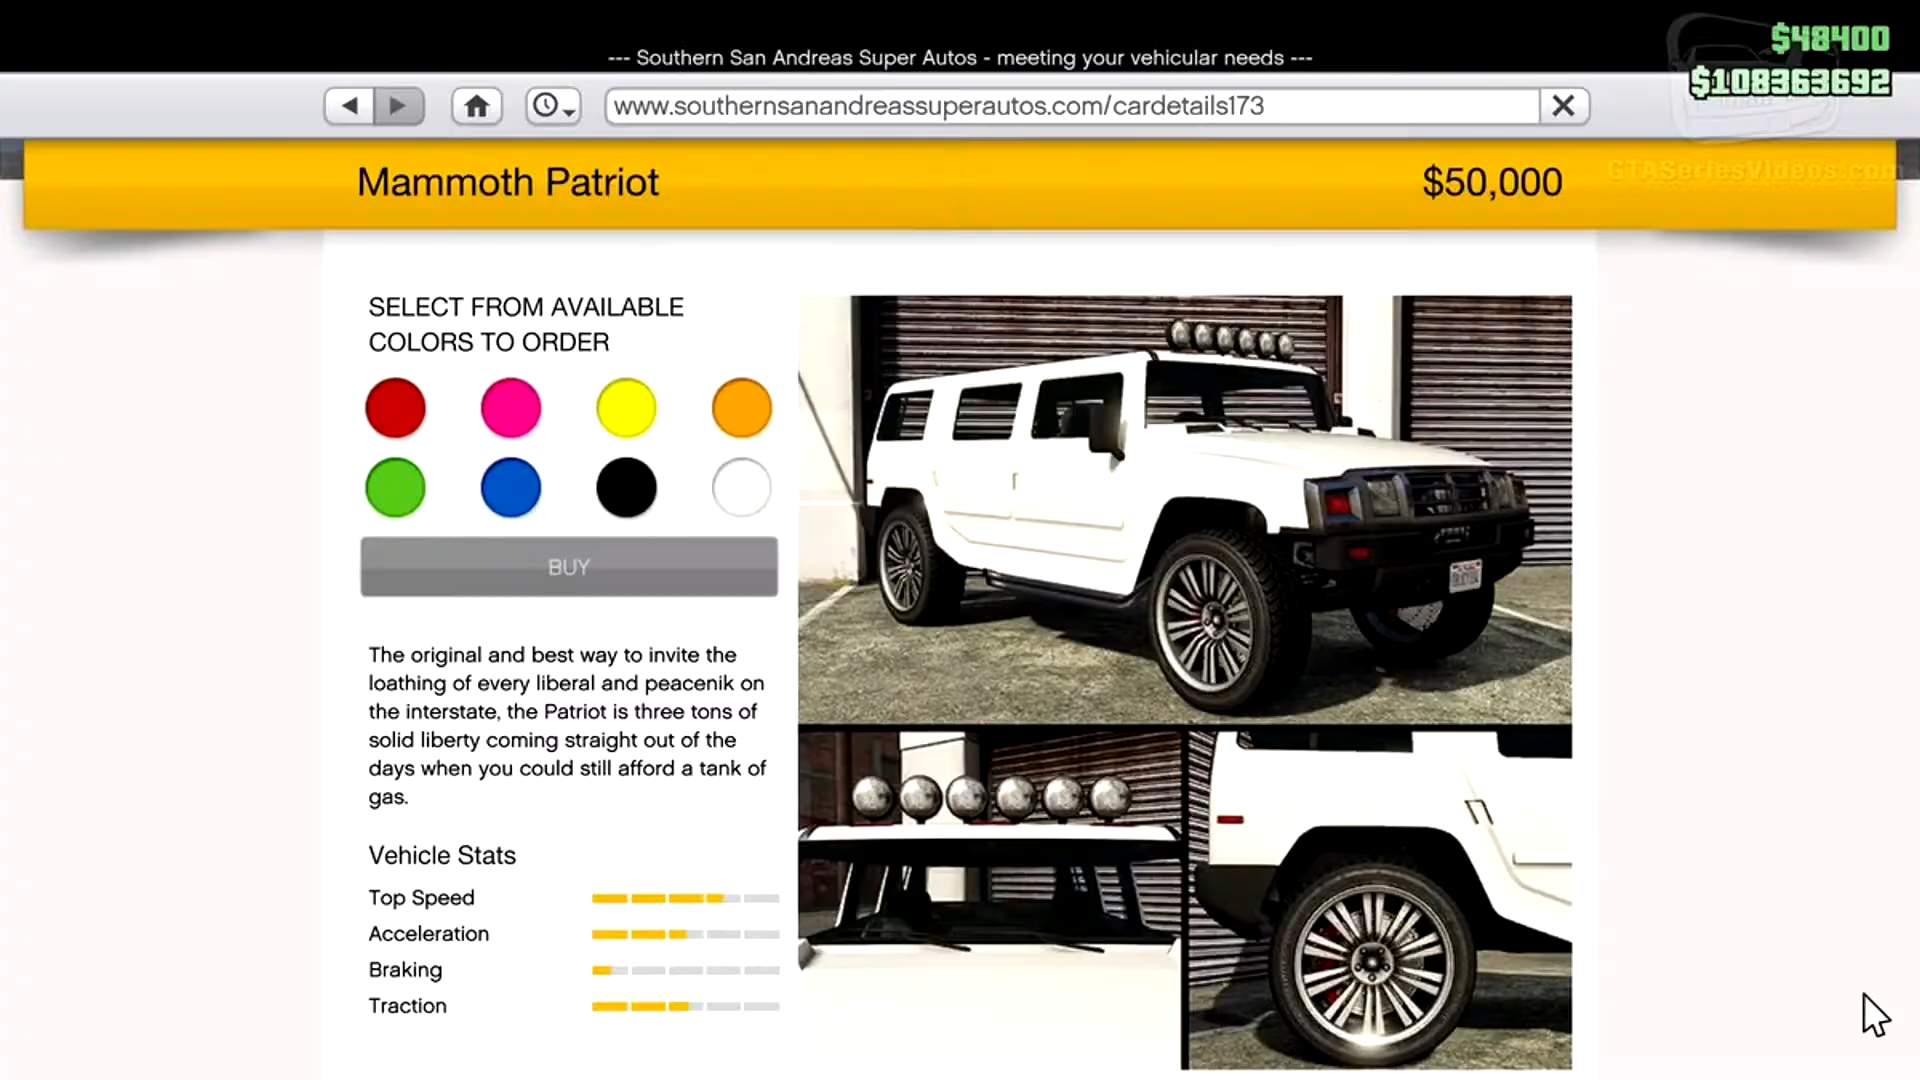 --- Southern San Andreas Super Autos - meeting your vehicular needs ---
$48400
$108363692
www.southernsanandreassuperautos.com/cardetails173
Mammoth Patriot
$50,000
GTASeriesVideos.com
SELECT FROM AVAILABLE
COLORS TO ORDER
BUY
The original and best way to invite the
loathing of every liberal and peacenik on
the interstate, the Patriot is three tons of
solid liberty coming straight out of the
days when you could still afford a tank of
gas.
Vehicle Stats
Top Speed
Acceleration
Braking
Traction